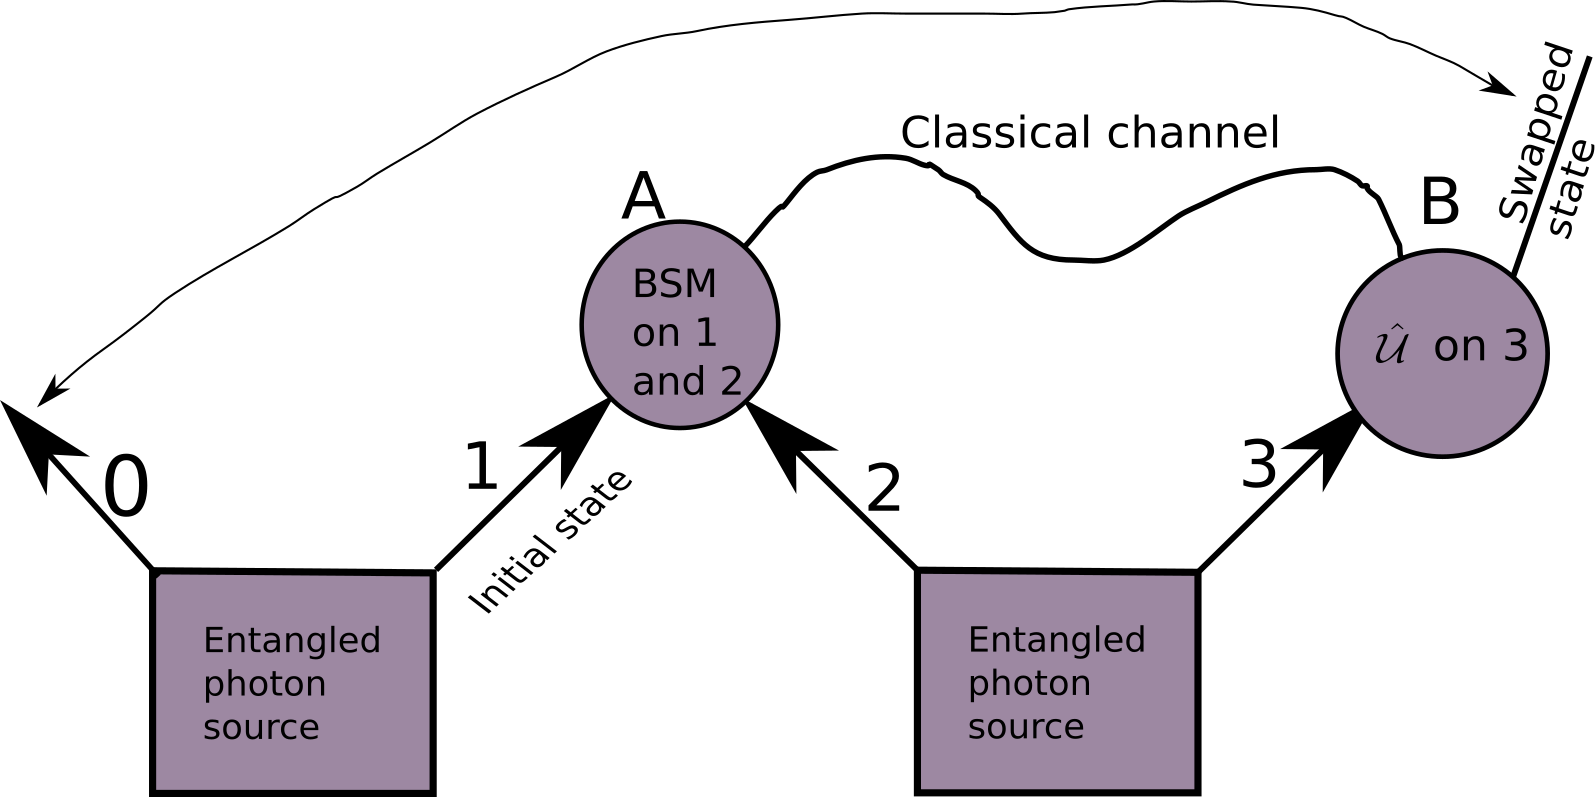 Classical channel
Swapped
state
A
B
BSM
on 1
and 2
𝒰̂ on 3
0
1
2
3
Initial state
Entangled
photon
source
Entangled
photon
source